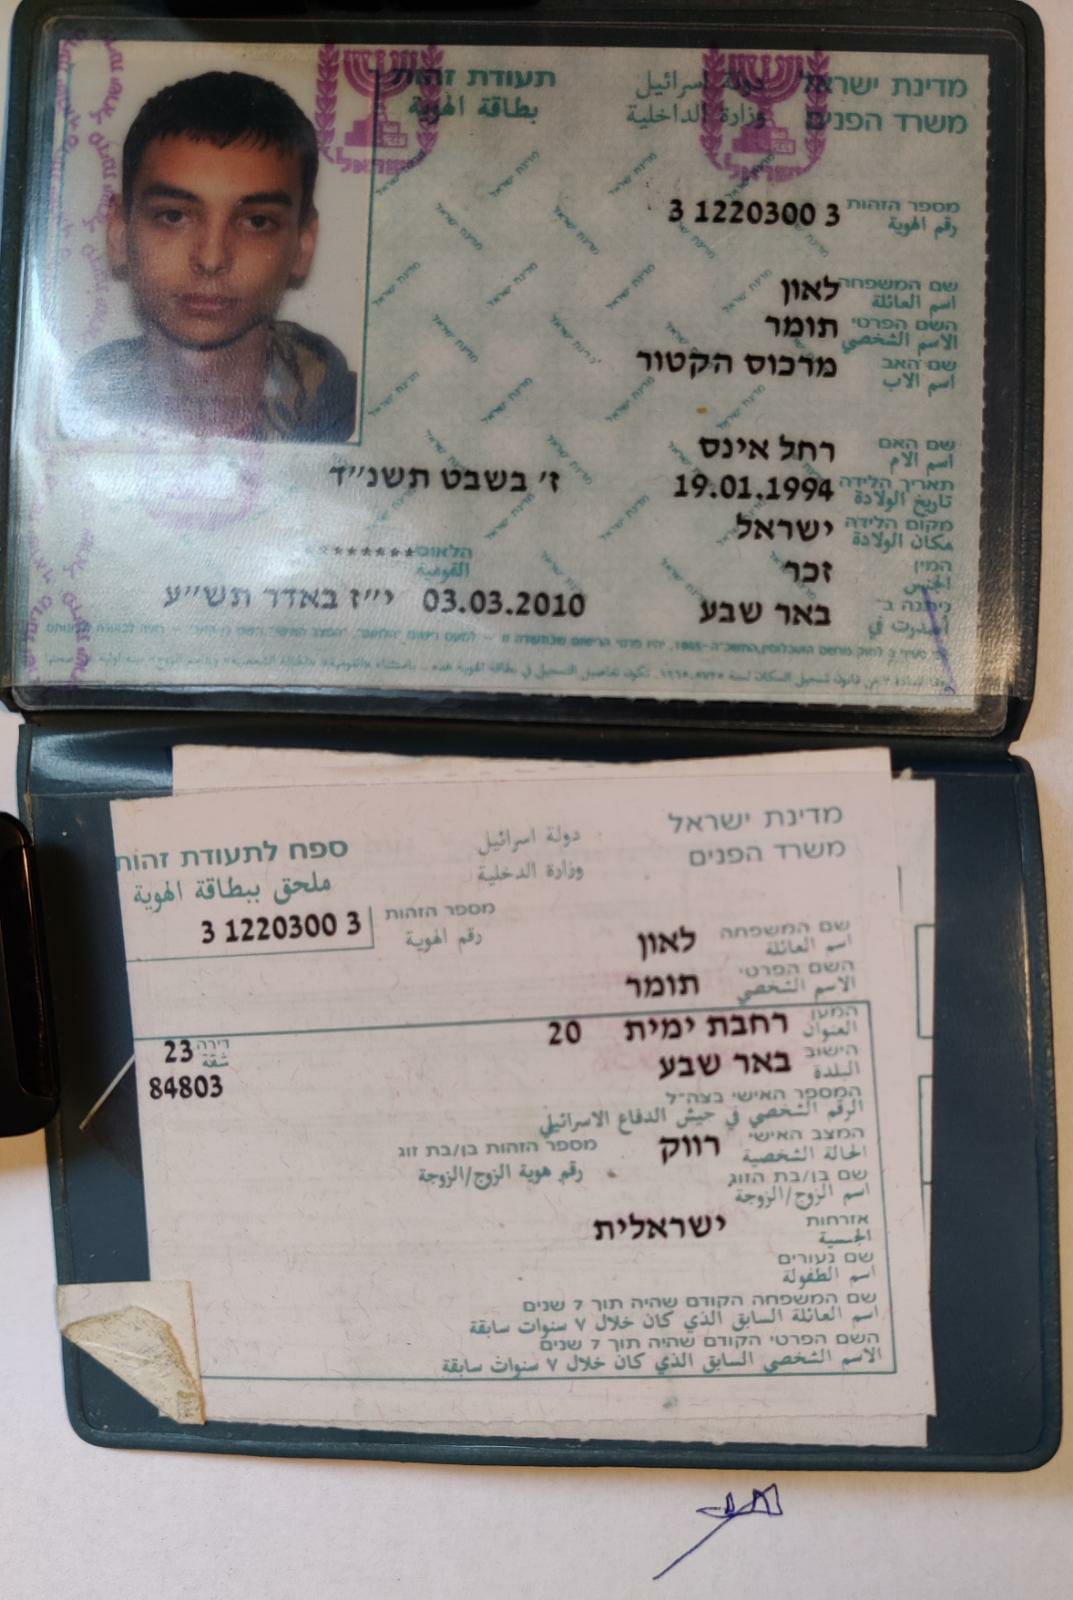 מדינת ישראל دولة اسرائيل תעודת זהות
משרד הפנים وزارة الداخلية بطاقة الهوية
ישראל ישראל
מספר הזהות 3 1220300 3
رقم الهوية
שם המשפחה לאון
اسم العائلة
השם הפרטי תומר
الاسم الشخصي
שם האב מרכוס הקטור
اسم الاب
שם האם רחל אינס
اسم الام
תאריך הלידה 19.01.1994 ז' בשבט תשנ״ד
تاريخ الولادة
מקום הלידה ישראל
مكان الولادة
המין זכר הלאום ********
الجنس القومية
ניתנה ב־ באר שבע 03.03.2010 י״ז באדר תש״ע
أصدرت في
מדינת ישראל دولة اسرائيل ספח לתעודת זהות
משרד הפנים وزارة الدخلية ملحق ببطاقة الهوية
מספר הזהות 3 1220300 3
رقم الهوية
שם המשפחה לאון
اسم العائلة
השם הפרטי תומר
الاسم الشخصي
המען רחבת ימית 20 דירה 23
العنوان شقة
הישוב באר שבע 84803
البلدة
המספר האישי בצה״ל
الرقم الشخصي في جيش الدفاع الاسرائيلي
המצב האישי רווק מספר הזהות בן/בת זוג
الحالة الشخصية رقم هوية الزوج/الزوجة
שם בן/בת הזוג
اسم الزوج/الزوجة
אזרחות ישראלית
الجنسية
שם נעורים
اسم الطفولة
שם המשפחה הקודם שהיה תוך 7 שנים
اسم العائلة السابق الذي كان خلال ٧ سنوات سابقة
השם הפרטי הקודם שהיה תוך 7 שנים
الاسم الشخصي السابق الذي كان خلال ٧ سنوات سابقة